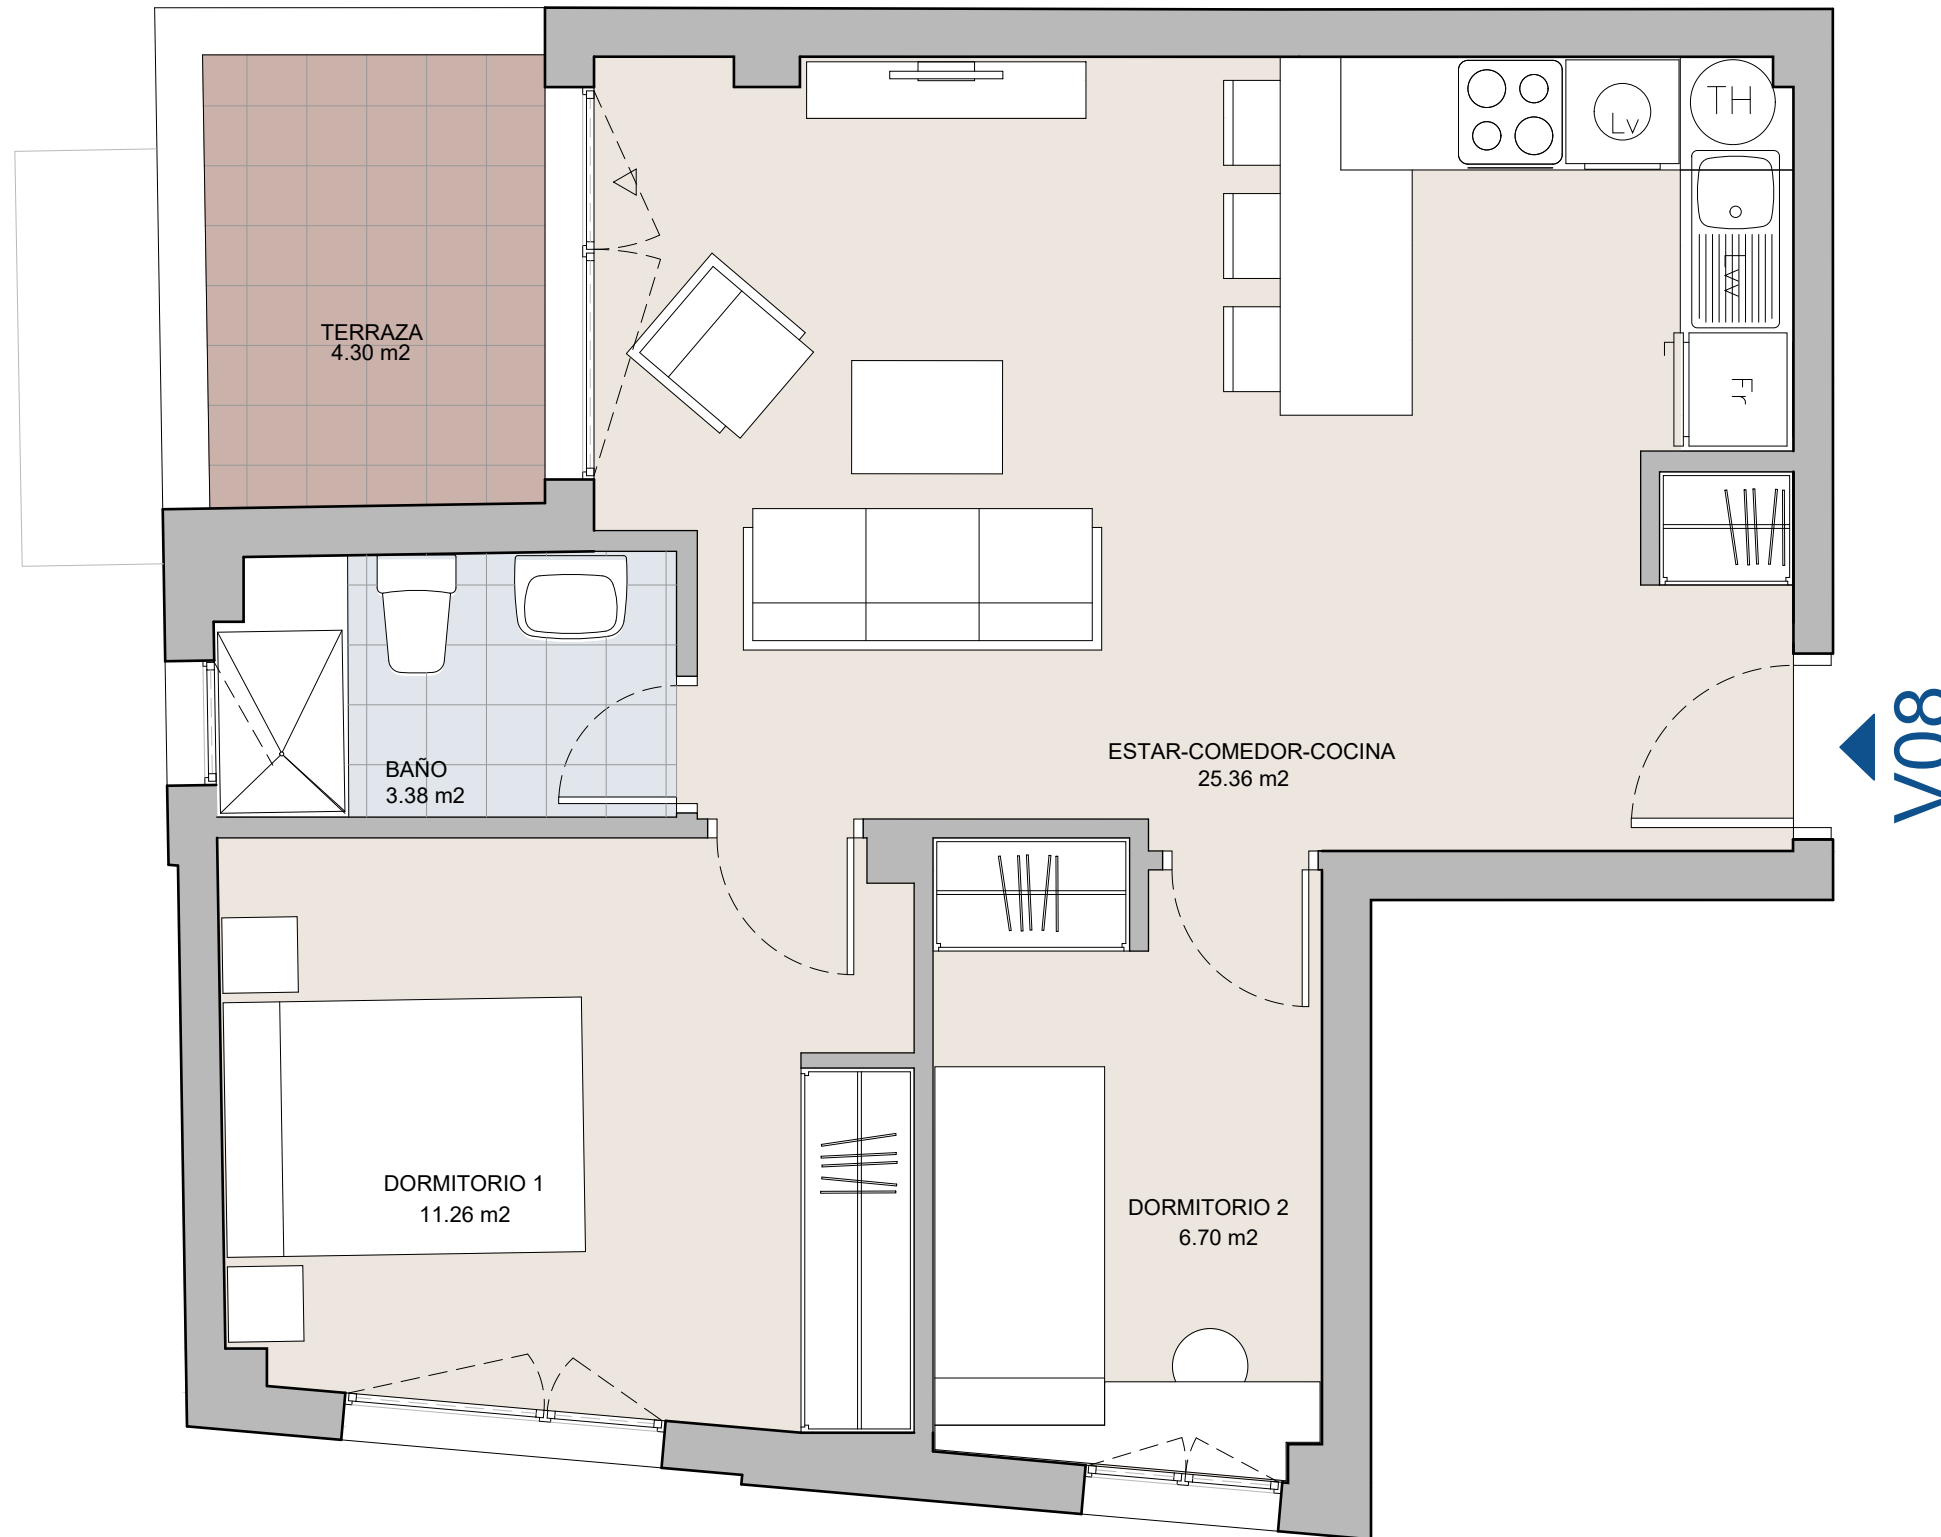 TH
Lv
Lvv
Fr
TERRAZA
4.30 m2
V08
ESTAR-COMEDOR-COCINA
25.36 m2
BAÑO
3.38 m2
DORMITORIO 1
11.26 m2
DORMITORIO 2
6.70 m2